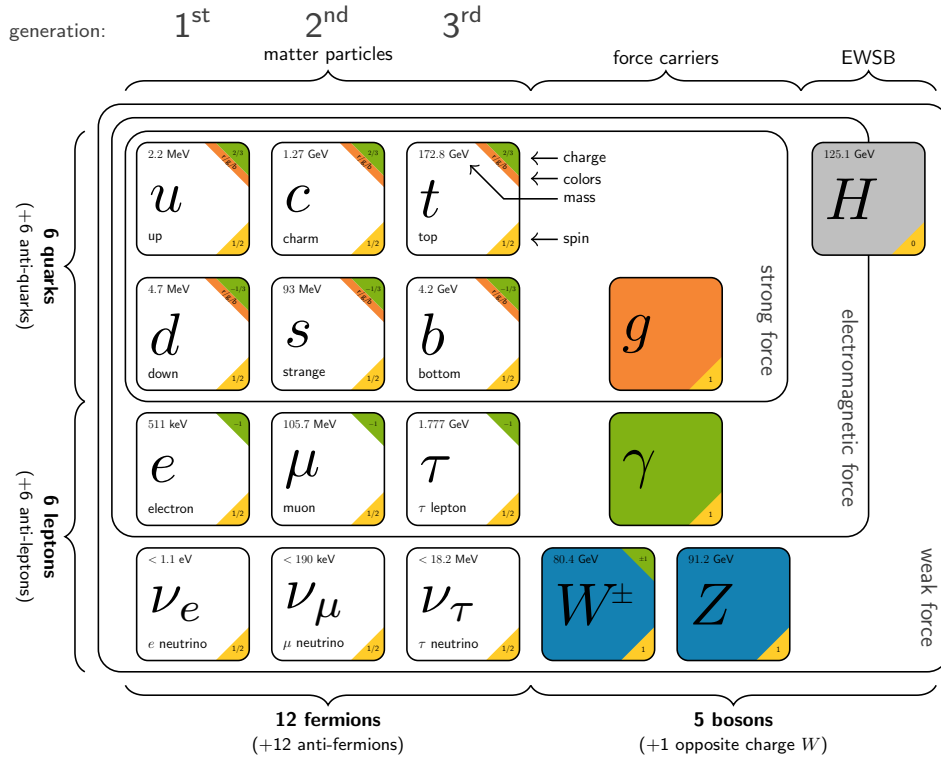 generation: 1st 2nd 3rd
matter particles force carriers EWSB
6 quarks
(+6 anti-quarks)
2.2 MeV 2/3 r/g/b
u
up 1/2
1.27 GeV 2/3 r/g/b
c
charm 1/2
172.8 GeV 2/3 r/g/b
t
top 1/2
charge
colors
mass
spin
125.1 GeV
H
0
4.7 MeV −1/3 r/g/b
d
down 1/2
93 MeV −1/3 r/g/b
s
strange 1/2
4.2 GeV −1/3 r/g/b
b
bottom 1/2
g
1
strong force
electromagnetic force
weak force
6 leptons
(+6 anti-leptons)
511 keV −1
e
electron 1/2
105.7 MeV −1
μ
muon 1/2
1.777 GeV −1
τ
τ lepton 1/2
γ
1
< 1.1 eV
νe
e neutrino 1/2
< 190 keV
νμ
μ neutrino 1/2
< 18.2 MeV
ντ
τ neutrino 1/2
80.4 GeV ±1
W±
1
91.2 GeV
Z
1
12 fermions
(+12 anti-fermions)
5 bosons
(+1 opposite charge W)